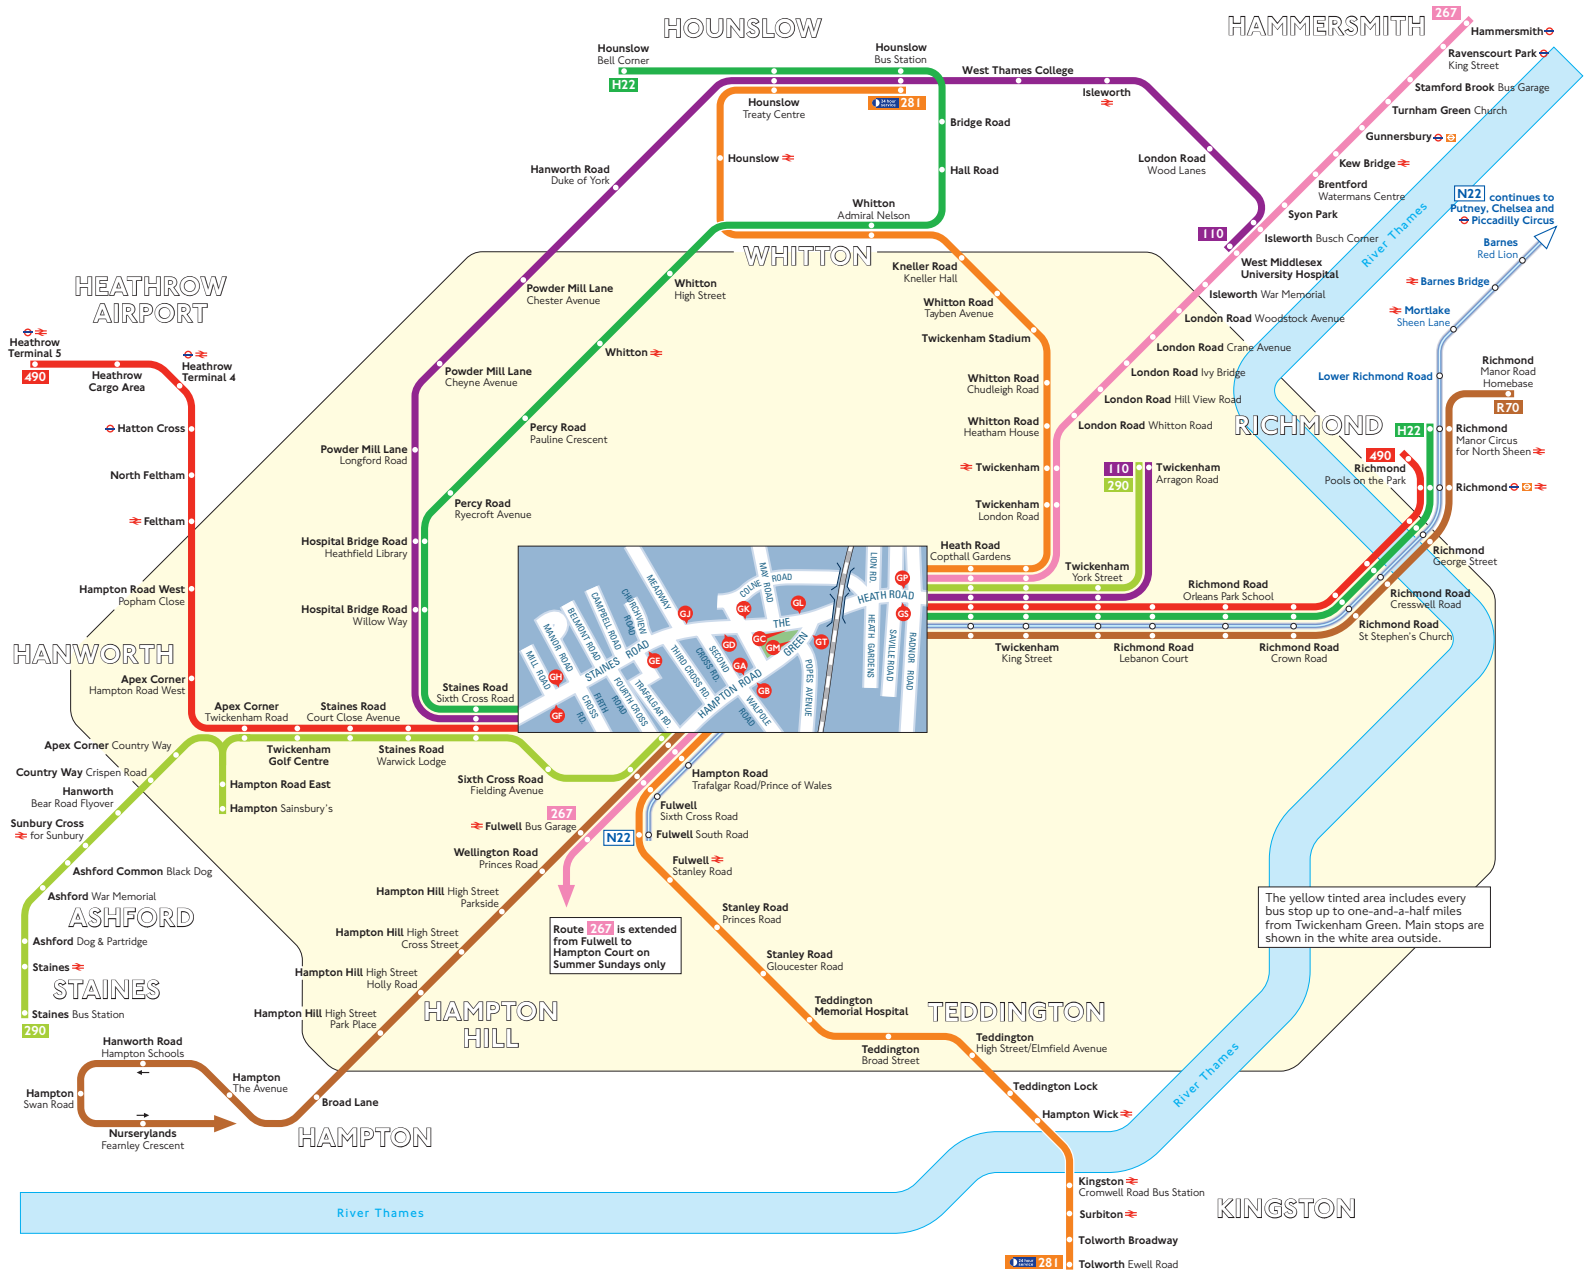 HOUNSLOW
HAMMERSMITH
267
Hammersmith
Ravenscourt Park
King Street
Stamford Brook Bus Garage
Turnham Green Church
Gunnersbury
Kew Bridge
Brentford
Watermans Centre
Syon Park
Isleworth Busch Corner
West Middlesex
University Hospital
Isleworth War Memorial
London Road Woodstock Avenue
London Road Crane Avenue
London Road Ivy Bridge
London Road Hill View Road
London Road Whitton Road
Hounslow
Bell Corner
H22
Hounslow
Bus Station
Hounslow
Treaty Centre
24 hour
service
281
West Thames College
Isleworth
Bridge Road
Hall Road
London Road
Wood Lanes
110
Hanworth Road
Duke of York
Hounslow
Whitton
Admiral Nelson
WHITTON
Kneller Road
Kneller Hall
Whitton Road
Tayben Avenue
Twickenham Stadium
Whitton Road
Chudleigh Road
Whitton Road
Heatham House
Twickenham
Twickenham
London Road
Heath Road
Copthall Gardens
River Thames
N22 continues to
Putney, Chelsea and
Piccadilly Circus
Barnes
Red Lion
Barnes Bridge
Mortlake
Sheen Lane
Lower Richmond Road
Richmond
Manor Road
Homebase
R70
RICHMOND
H22
490
Richmond
Pools on the Park
Richmond
Manor Circus
for North Sheen
Richmond
Richmond
George Street
Richmond Road
Cresswell Road
Richmond Road
St Stephen's Church
110
290
Twickenham
Arragon Road
Twickenham
York Street
Richmond Road
Orleans Park School
Twickenham
King Street
Richmond Road
Lebanon Court
Richmond Road
Crown Road
HEATHROW
AIRPORT
Heathrow
Terminal 5
490
Heathrow
Cargo Area
Heathrow
Terminal 4
Hatton Cross
North Feltham
Feltham
Hampton Road West
Popham Close
HANWORTH
Apex Corner
Hampton Road West
Powder Mill Lane
Chester Avenue
Powder Mill Lane
Cheyne Avenue
Powder Mill Lane
Longford Road
Hospital Bridge Road
Heathfield Library
Hospital Bridge Road
Willow Way
Whitton
High Street
Whitton
Percy Road
Pauline Crescent
Percy Road
Ryecroft Avenue
Staines Road
Sixth Cross Road
MEADWAY
CHURCHVIEW
ROAD
CAMPBELL ROAD
BELMONT ROAD
MANOR ROAD
MILL ROAD
STAINES ROAD
COLNE ROAD
MAY ROAD
THE
GREEN
HEATH ROAD
LION RD.
HEATH GARDENS
SAVILLE ROAD
RADNOR ROAD
POPES AVENUE
WALPOLE
ROAD
HAMPTON ROAD
SECOND
CROSS RD.
THIRD CROSS RD.
TRAFALGAR RD.
FOURTH CROSS
ROAD
FIFTH
CROSS
RD.
GP
GS
GL
GK
GJ
GC
GM
GT
GD
GA
GB
GE
GH
GF
Apex Corner
Twickenham Road
Staines Road
Court Close Avenue
Twickenham
Golf Centre
Staines Road
Warwick Lodge
Sixth Cross Road
Fielding Avenue
Apex Corner Country Way
Country Way Crispen Road
Hanworth
Bear Road Flyover
Sunbury Cross
for Sunbury
Hampton Road East
Hampton Sainsbury's
Ashford Common Black Dog
Ashford War Memorial
ASHFORD
Ashford Dog & Partridge
Staines
STAINES
Staines Bus Station
290
Hampton Road
Trafalgar Road/Prince of Wales
Fulwell
Sixth Cross Road
Fulwell South Road
N22
267
Fulwell Bus Garage
Wellington Road
Princes Road
Hampton Hill High Street
Parkside
Hampton Hill High Street
Cross Street
Hampton Hill High Street
Holly Road
Hampton Hill High Street
Park Place
HAMPTON
HILL
Route 267 is extended
from Fulwell to
Hampton Court on
Summer Sundays only
Fulwell
Stanley Road
Stanley Road
Princes Road
Stanley Road
Gloucester Road
Teddington
Memorial Hospital
TEDDINGTON
Teddington
Broad Street
Teddington
High Street/Elmfield Avenue
Teddington Lock
Hampton Wick
The yellow tinted area includes every
bus stop up to one-and-a-half miles
from Twickenham Green. Main stops are
shown in the white area outside.
River Thames
Hanworth Road
Hampton Schools
Hampton
Swan Road
Hampton
The Avenue
Nurserylands
Fearnley Crescent
Broad Lane
HAMPTON
River Thames
Kingston
Cromwell Road Bus Station
KINGSTON
Surbiton
Tolworth Broadway
24 hour
service
281
Tolworth Ewell Road